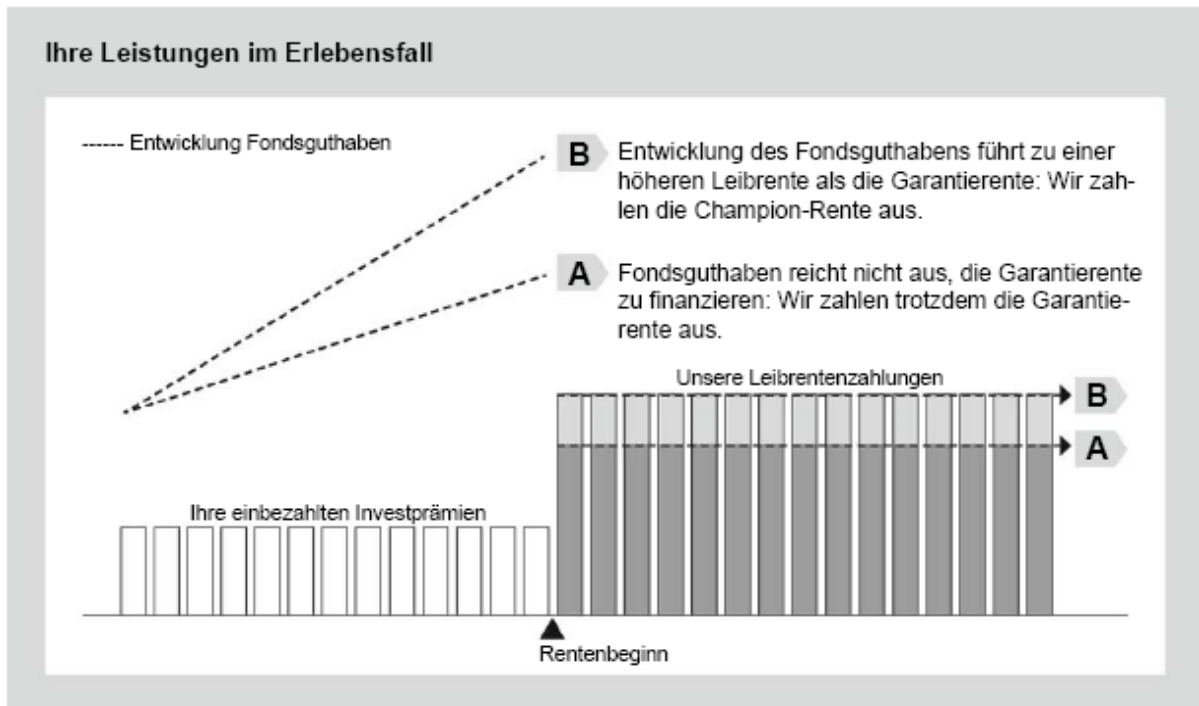 Ihre Leistungen im Erlebensfall
------ Entwicklung Fondsguthaben
B Entwicklung des Fondsguthabens führt zu einer
höheren Leibrente als die Garantierente: Wir zah-
len die Champion-Rente aus.
A Fondsguthaben reicht nicht aus, die Garantierente
zu finanzieren: Wir zahlen trotzdem die Garantie-
rente aus.
Unsere Leibrentenzahlungen
B
A
Ihre einbezahlten Investprämien
Rentenbeginn